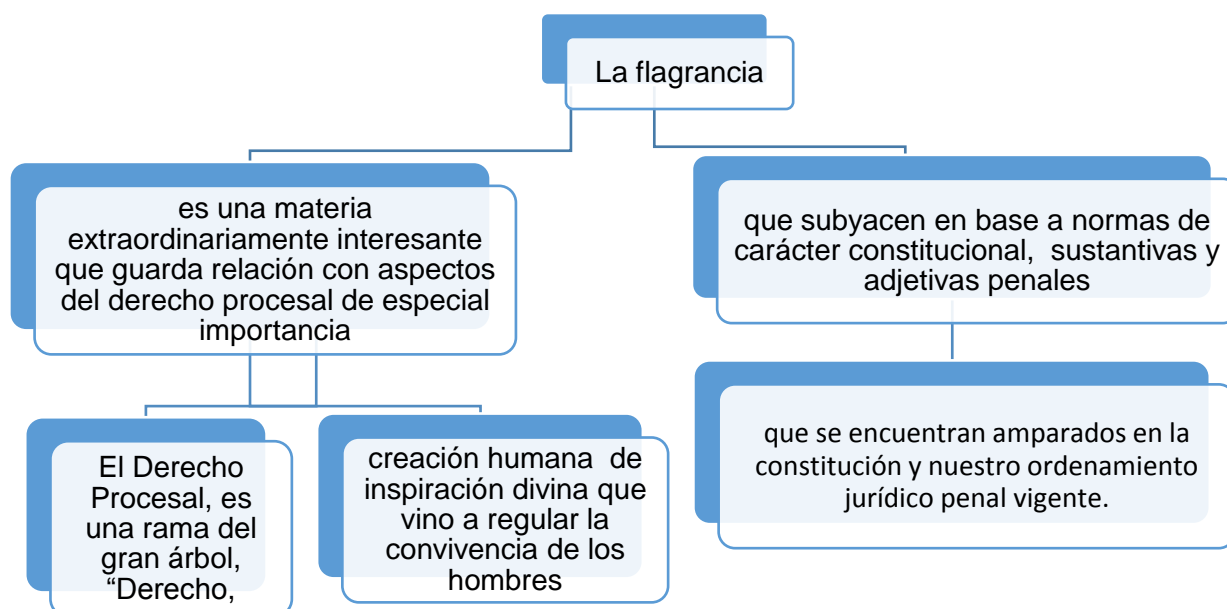 La flagrancia
es una materia
extraordinariamente interesante
que guarda relación con aspectos
del derecho procesal de especial
importancia
que subyacen en base a normas de
carácter constitucional, sustantivas y
adjetivas penales
El Derecho
Procesal, es
una rama del
gran árbol,
“Derecho,
creación humana de
inspiración divina que
vino a regular la
convivencia de los
hombres
que se encuentran amparados en la
constitución y nuestro ordenamiento
jurídico penal vigente.